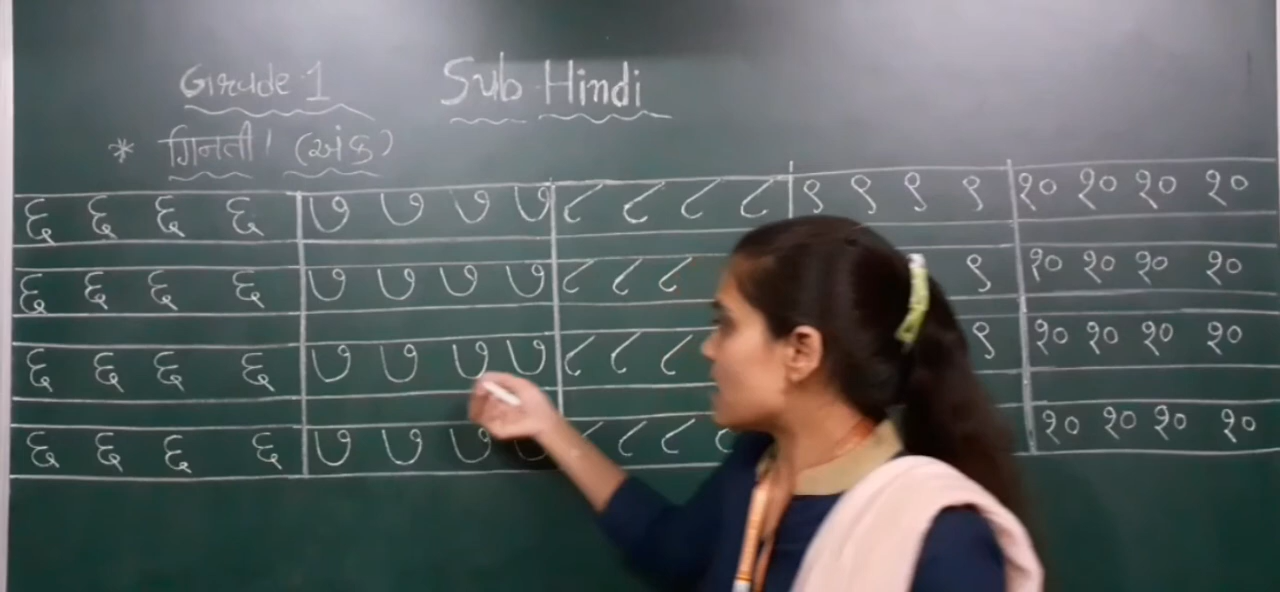 Grade 1 Sub Hindi
* गिनती। (અંક)
६ ६ ६ ६ ७ ७ ७ ७ ८ ८ ८ ८ ९ ९ ९ ९ १० १० १० १०
६ ६ ६ ६ ७ ७ ७ ७ ८ ८ ८ ९ १० १० १० १०
६ ६ ६ ६ ७ ७ ७ ७ ८ ८ ८ ९ १० १० १० १०
६ ६ ६ ६ ७ ७ ७ ७ ८ ८ ८ १० १० १० १०